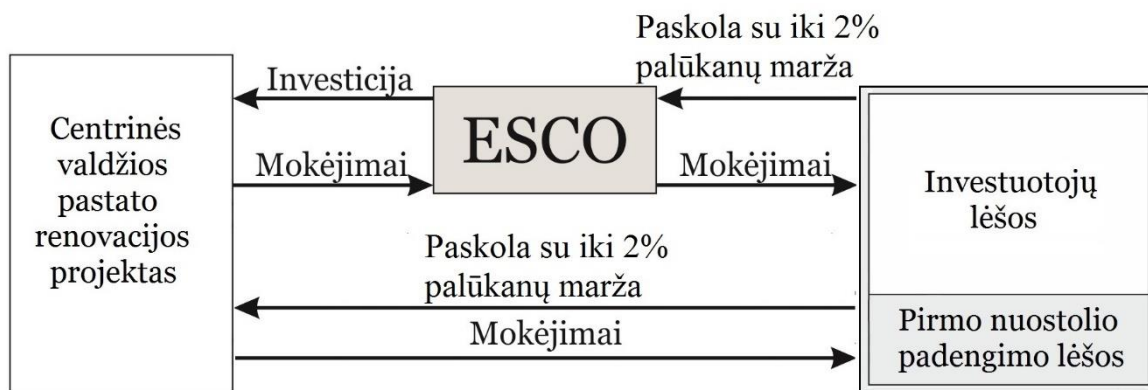 Paskola su iki 2%
palūkanų marža
Investicija
ESCO
Centrinės
valdžios
pastato
renovacijos
projektas
Mokėjimai
Mokėjimai
Investuotojų
lėšos
Paskola su iki 2%
palūkanų marža
Mokėjimai
Pirmo nuostolio
padengimo lėšos